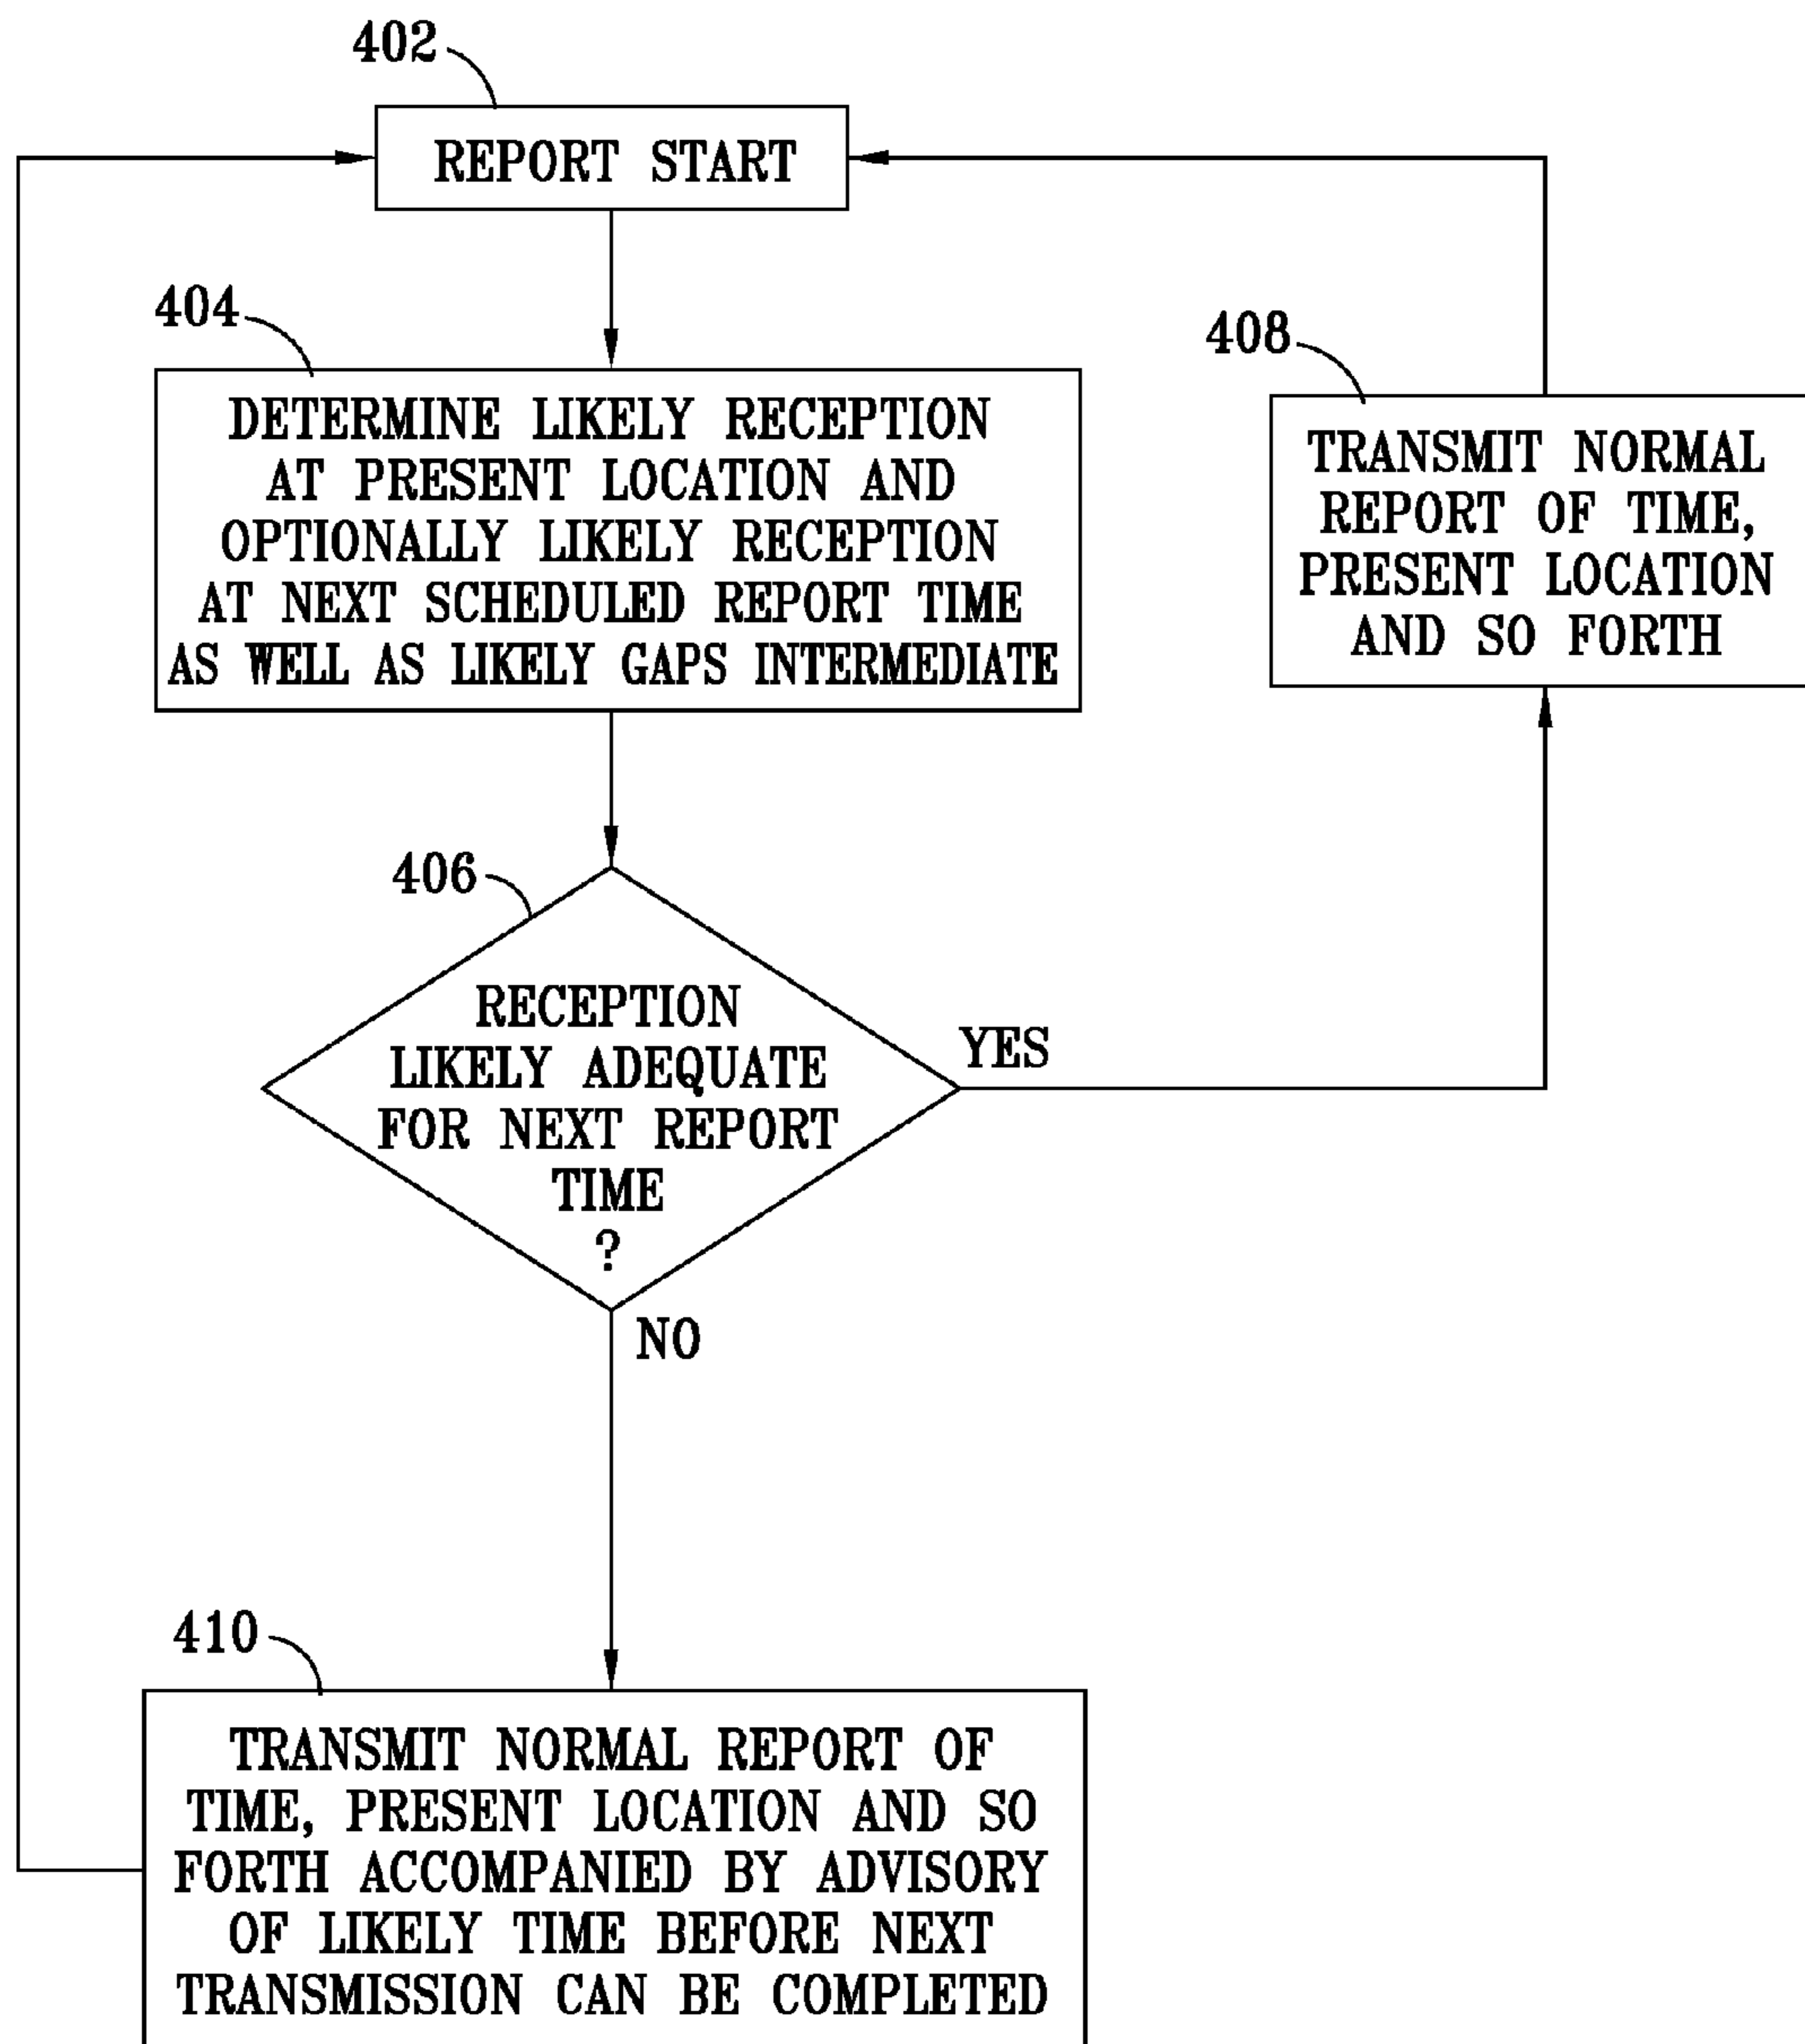 402
REPORT START
404
DETERMINE LIKELY RECEPTION
AT PRESENT LOCATION AND
OPTIONALLY LIKELY RECEPTION
AT NEXT SCHEDULED REPORT TIME
AS WELL AS LIKELY GAPS INTERMEDIATE
408
TRANSMIT NORMAL
REPORT OF TIME,
PRESENT LOCATION
AND SO FORTH
406
RECEPTION
LIKELY ADEQUATE
FOR NEXT REPORT
TIME
?
YES
NO
410
TRANSMIT NORMAL REPORT OF
TIME, PRESENT LOCATION AND SO
FORTH ACCOMPANIED BY ADVISORY
OF LIKELY TIME BEFORE NEXT
TRANSMISSION CAN BE COMPLETED